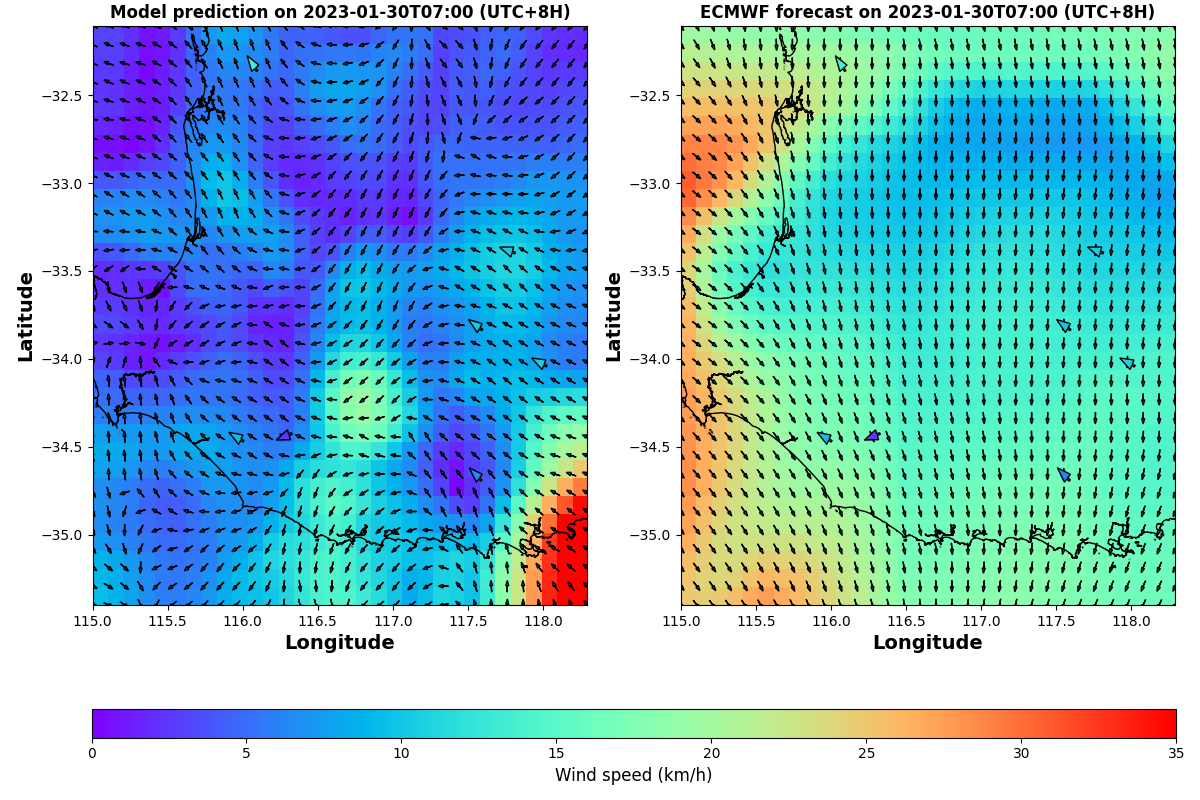 Model prediction on 2023-01-30T07:00 (UTC+8H)
ECMWF forecast on 2023-01-30T07:00 (UTC+8H)
Latitude
−32.5
−33.0
−33.5
−34.0
−34.5
−35.0
115.0 115.5 116.0 116.5 117.0 117.5 118.0
Longitude
Latitude
−32.5
−33.0
−33.5
−34.0
−34.5
−35.0
115.0 115.5 116.0 116.5 117.0 117.5 118.0
Longitude
0 5 10 15 20 25 30 35
Wind speed (km/h)